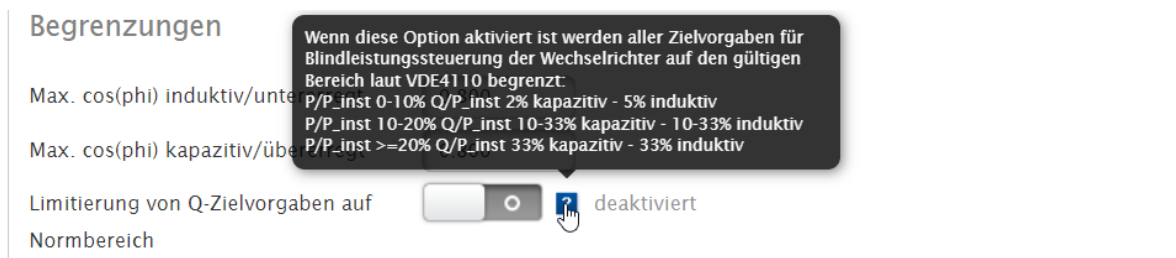 Begrenzungen
Wenn diese Option aktiviert ist werden aller Zielvorgaben für
Blindleistungssteuerung der Wechselrichter auf den gültigen
Bereich laut VDE4110 begrenzt:
P/P_inst 0-10% Q/P_inst 2% kapazitiv - 5% induktiv
P/P_inst 10-20% Q/P_inst 10-33% kapazitiv - 10-33% induktiv
P/P_inst >=20% Q/P_inst 33% kapazitiv - 33% induktiv
Max. cos(phi) induktiv/unter
Max. cos(phi) kapazitiv/über
Limitierung von Q-Zielvorgaben auf
Normbereich
? deaktiviert